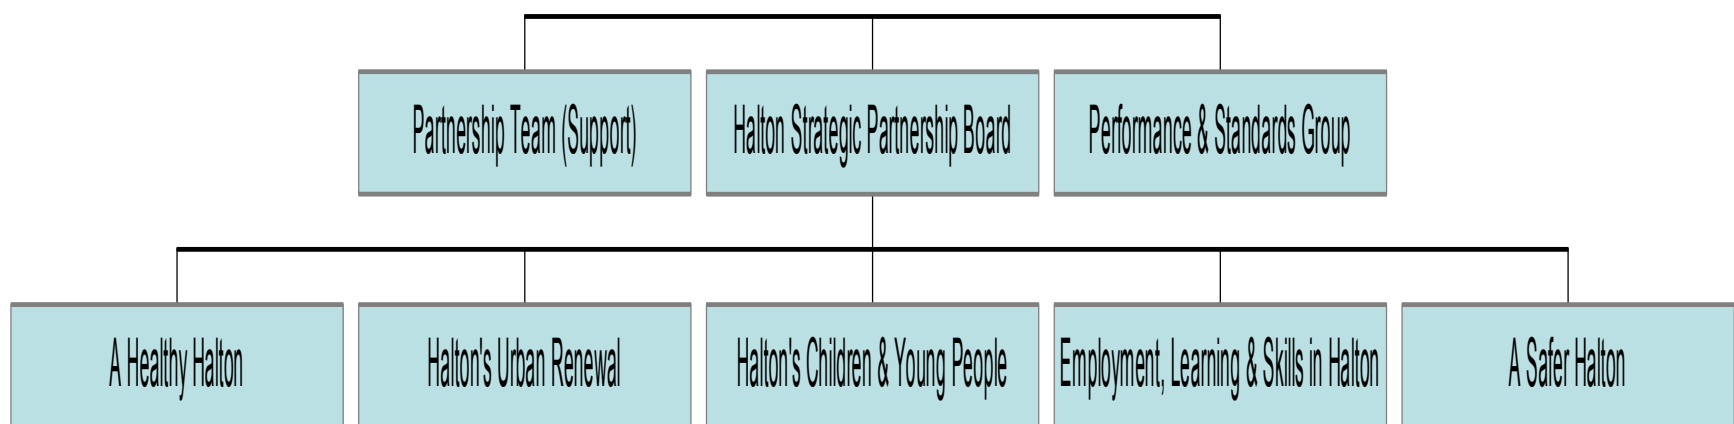 Partnership Team (Support)
Halton Strategic Partnership Board
Performance & Standards Group
A Healthy Halton
Halton's Urban Renewal
Halton's Children & Young People
Employment, Learning & Skills in Halton
A Safer Halton